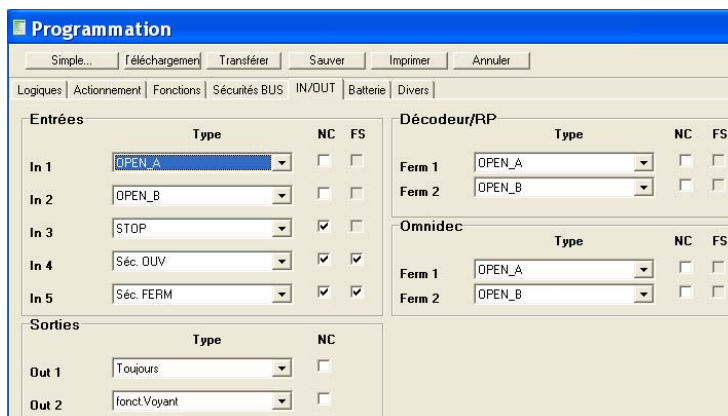 Programmation
Simple... Téléchargemen Transférer Sauver Imprimer Annuler
Logiques Actionnement Fonctions Sécurités BUS IN/OUT Batterie Divers
Entrées
Type NC FS
In 1 OPEN_A
In 2 OPEN_B
In 3 STOP
In 4 Séc. OUV
In 5 Séc. FERM
Sorties
Type NC
Out 1 Toujours
Out 2 fonct.Voyant
Décodeur/RP
Type NC FS
Ferm 1 OPEN_A
Ferm 2 OPEN_B
Omnidec
Type NC FS
Ferm 1 OPEN_A
Ferm 2 OPEN_B